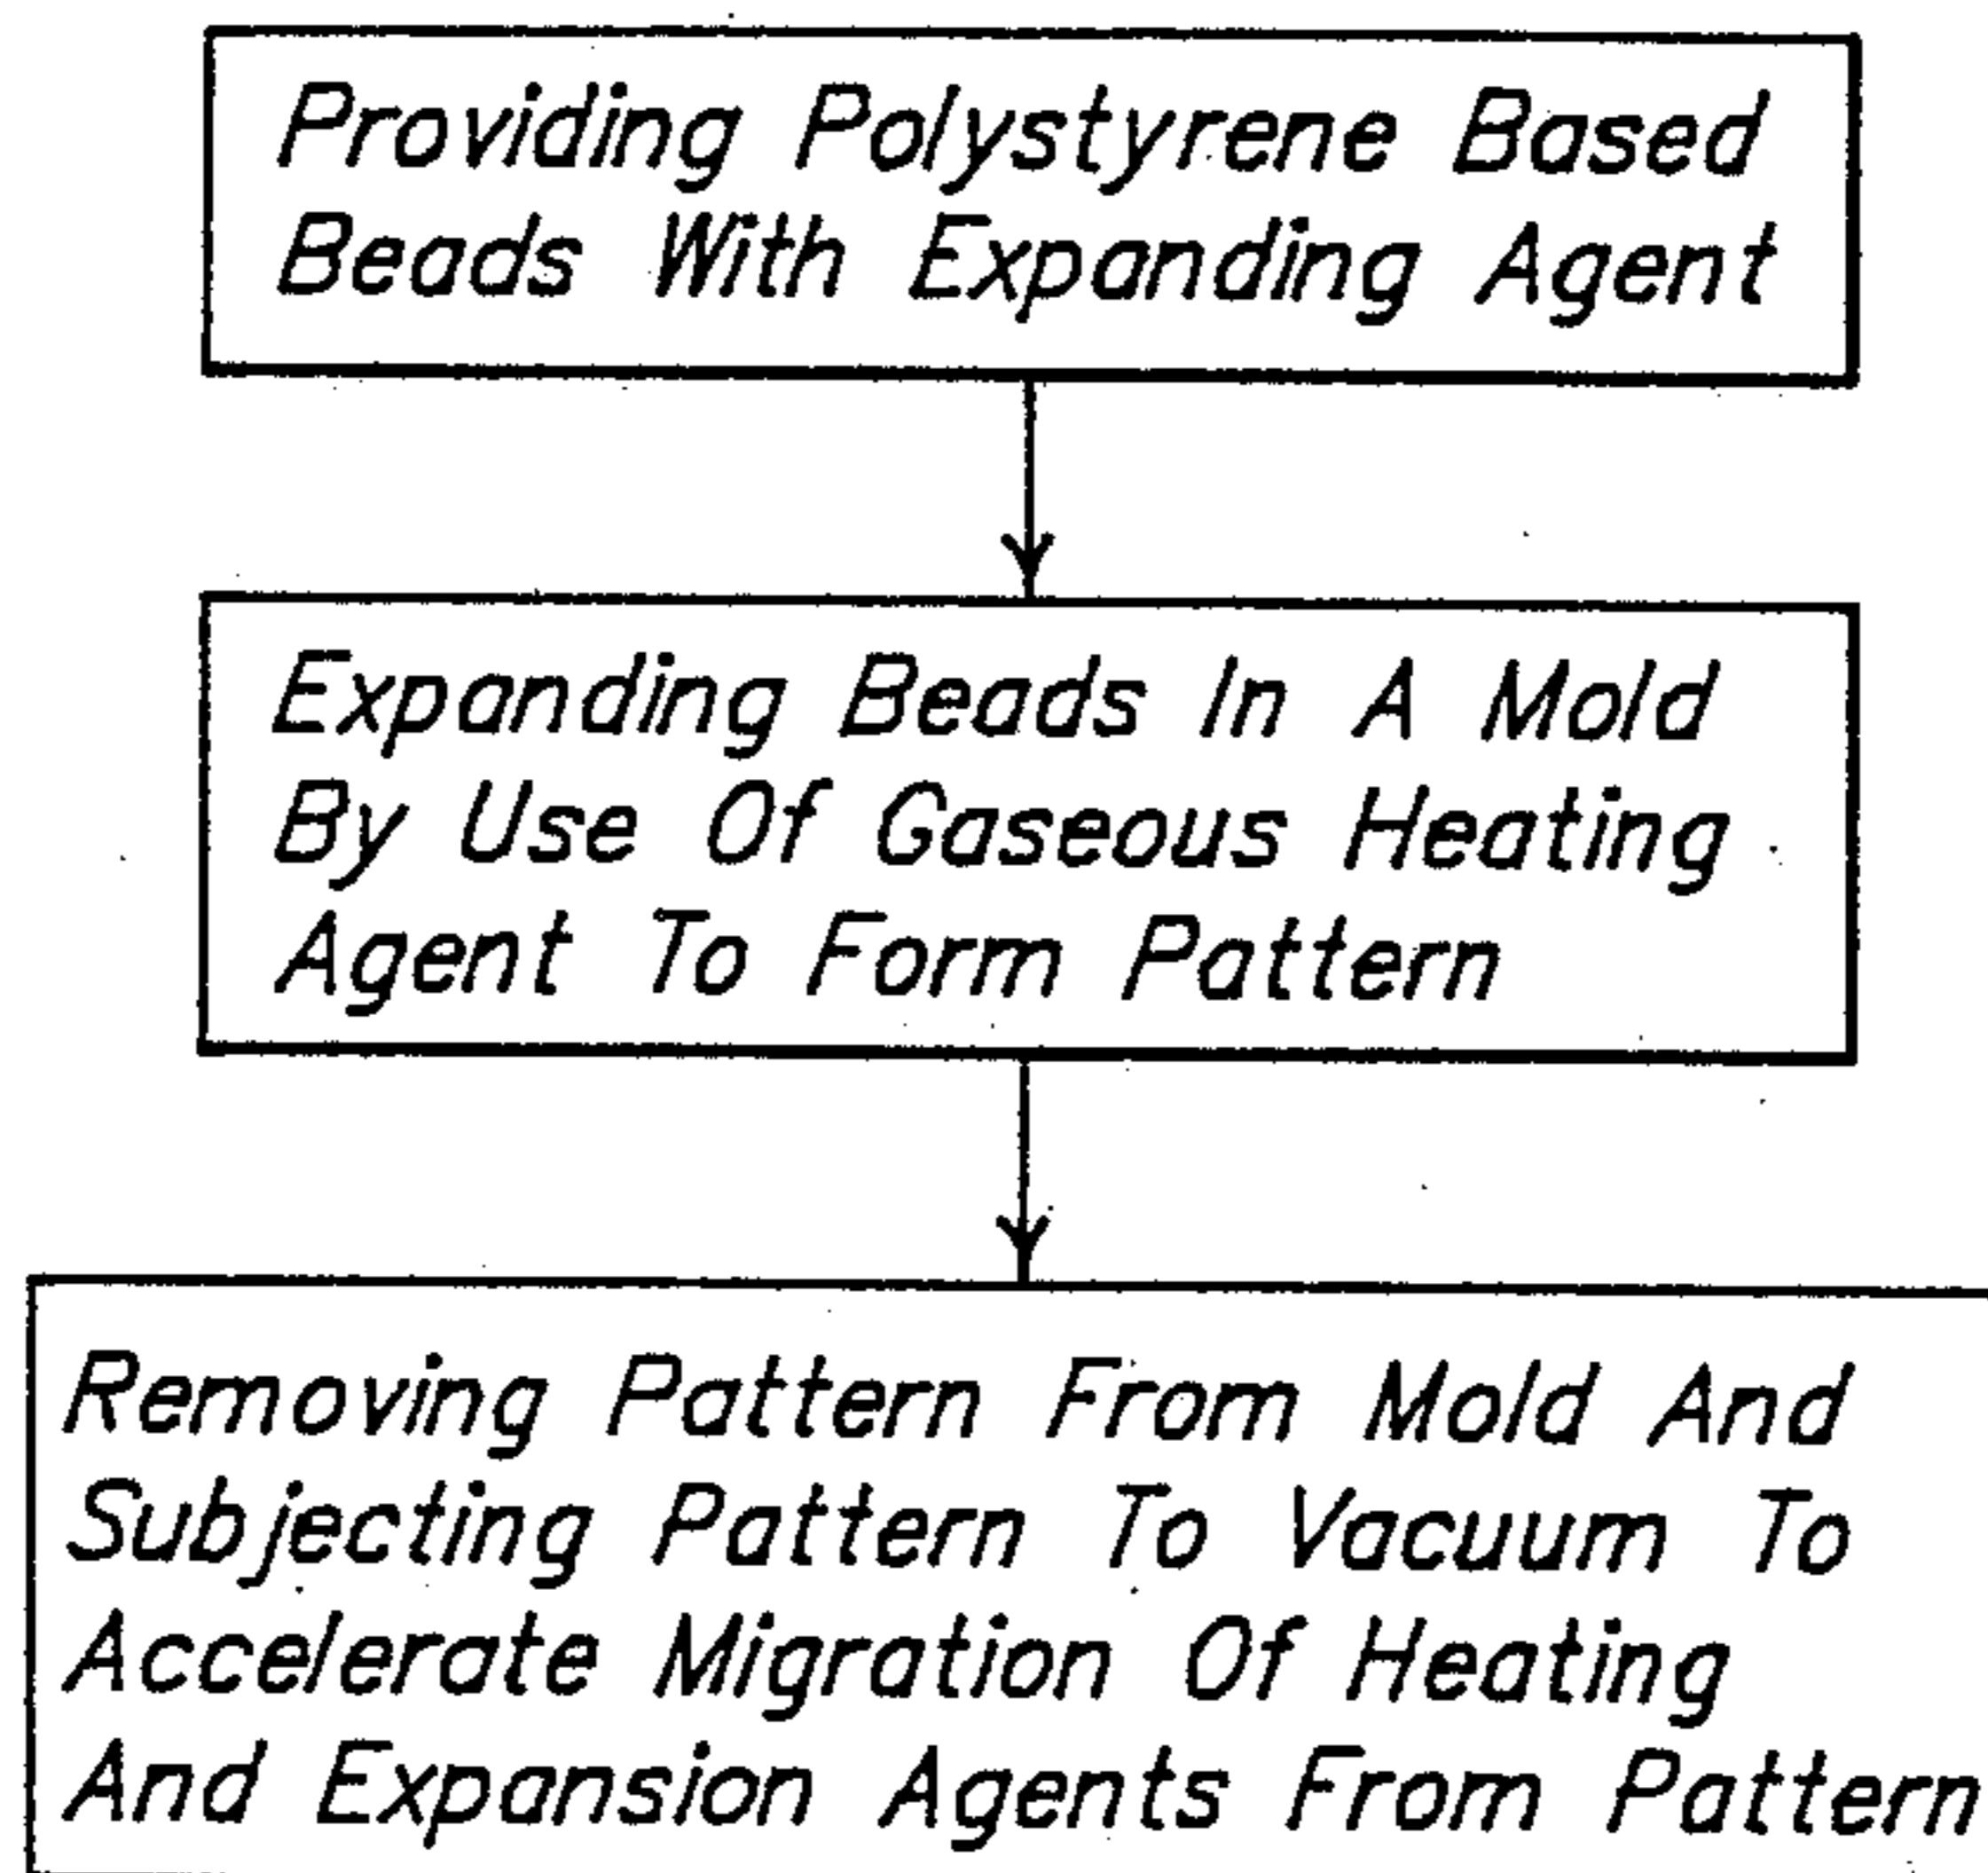 Providing Polystyrene Based
Beads With Expanding Agent
Expanding Beads In A Mold
By Use Of Gaseous Heating
Agent To Form Pattern
Removing Pattern From Mold And
Subjecting Pattern To Vacuum To
Accelerate Migration Of Heating
And Expansion Agents From Pattern